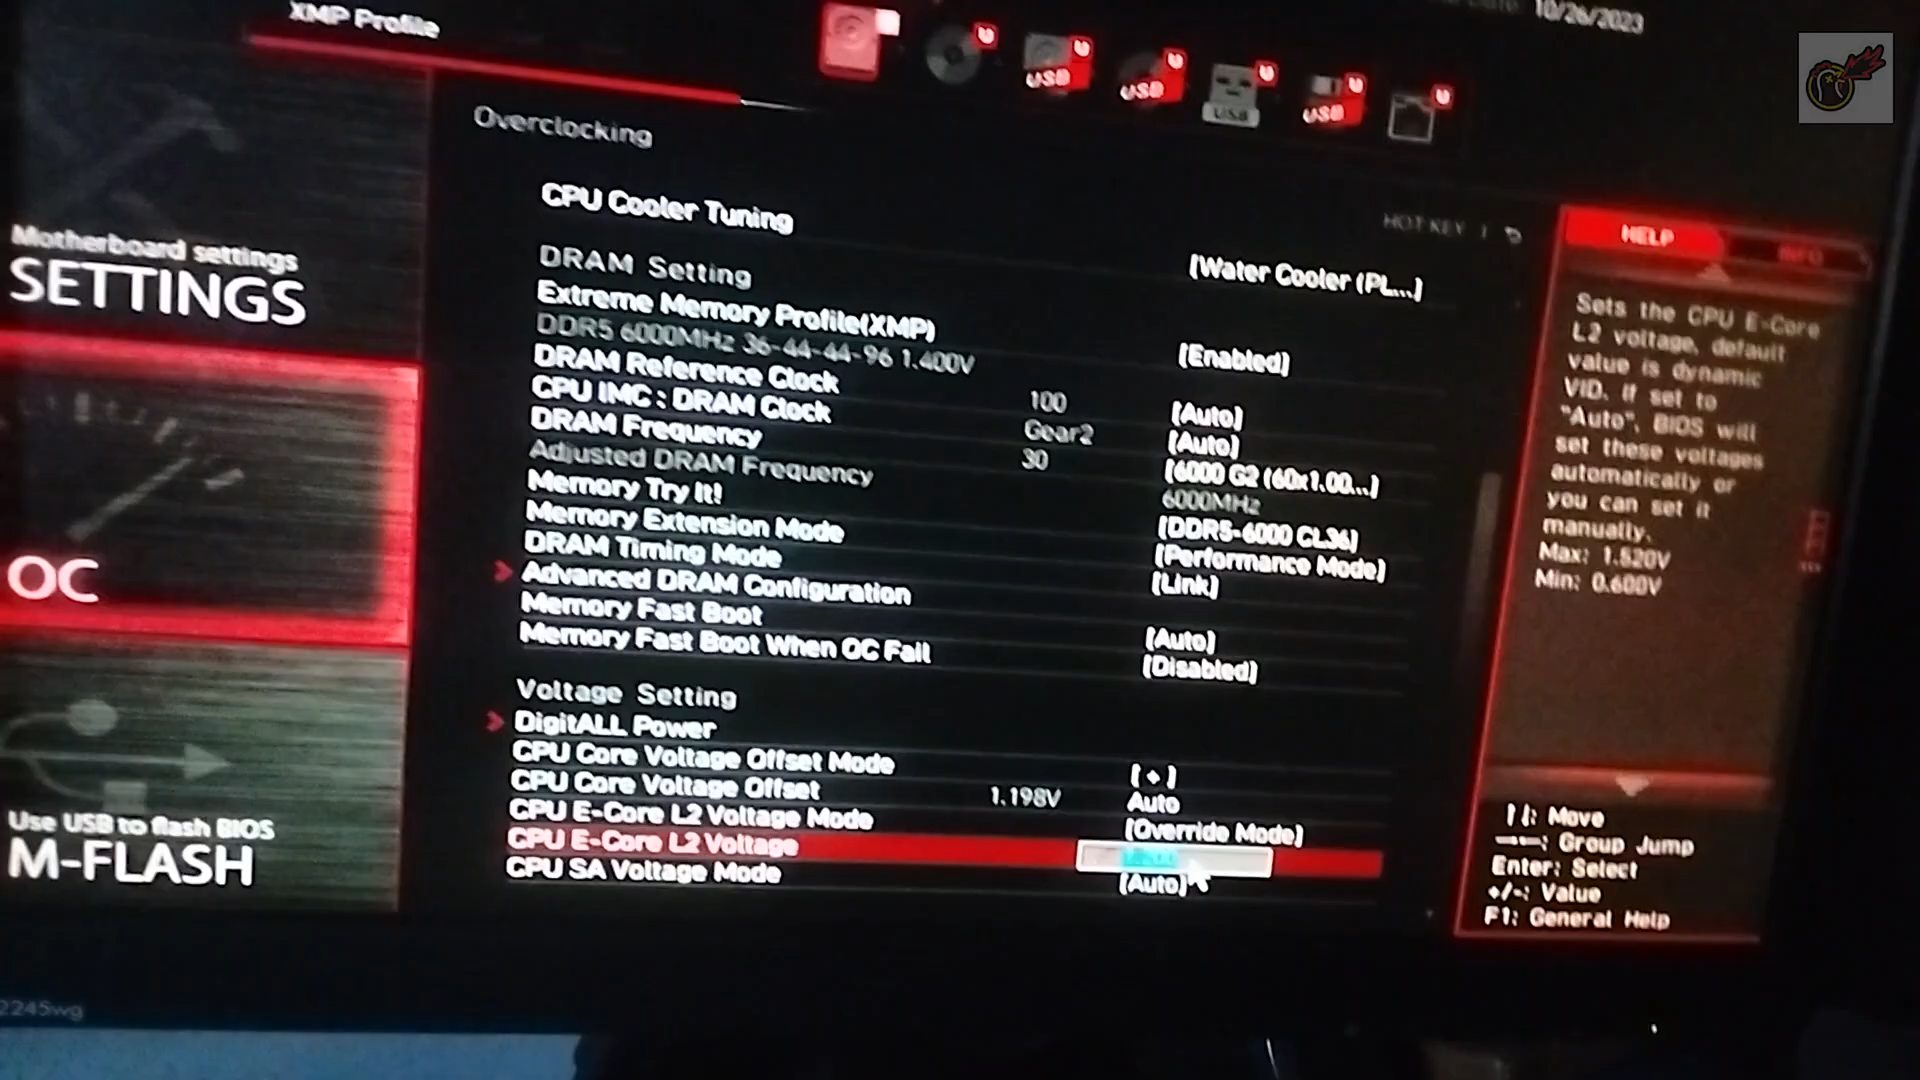 XMP Profile
10/26/2023
USB
USB
USB
USB
Overclocking
HOT KEY
CPU Cooler Tuning [Water Cooler (PL...]
DRAM Setting
Extreme Memory Profile(XMP) [Enabled]
DDR5 6000MHz 36-44-44-96 1.400V
DRAM Reference Clock 100 [Auto]
CPU IMC : DRAM Clock Gear2 [Auto]
DRAM Frequency 30 [6000 G2 (60x1.00...]
Adjusted DRAM Frequency 6000MHz
Memory Try It! [DDR5-6000 CL36]
Memory Extension Mode [Performance Mode]
DRAM Timing Mode [Link]
Advanced DRAM Configuration
Memory Fast Boot [Auto]
Memory Fast Boot When OC Fail [Disabled]
Voltage Setting
DigitALL Power
CPU Core Voltage Offset Mode [ + ]
CPU Core Voltage Offset 1.198V Auto
CPU E-Core L2 Voltage Mode [Override Mode]
CPU E-Core L2 Voltage
CPU SA Voltage Mode [Auto]
Motherboard settings
SETTINGS
OC
Use USB to flash BIOS
M-FLASH
HELP
INFO
Sets the CPU E-Core
L2 voltage, default
value is dynamic
VID. If set to
"Auto", BIOS will
set these voltages
automatically or
you can set it
manually.
Max: 1.520V
Min: 0.600V
↑↓: Move
→←: Group Jump
Enter: Select
+/-: Value
F1: General Help
2245wg